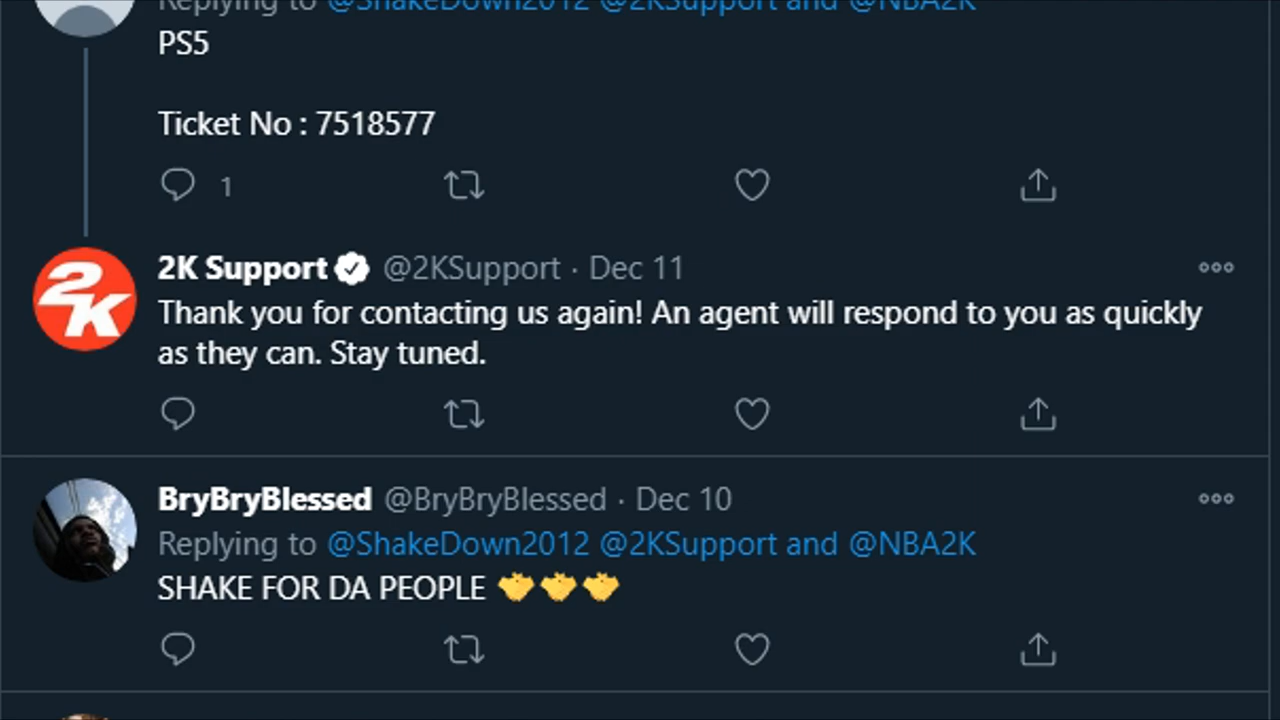 Replying to @ShakeDown2012 @2KSupport and @NBA2K
PS5
Ticket No : 7518577
1
2K Support @2KSupport · Dec 11
Thank you for contacting us again! An agent will respond to you as quickly
as they can. Stay tuned.
2K
BryBryBlessed @BryBryBlessed · Dec 10
Replying to @ShakeDown2012 @2KSupport and @NBA2K
SHAKE FOR DA PEOPLE 🤝🤝🤝